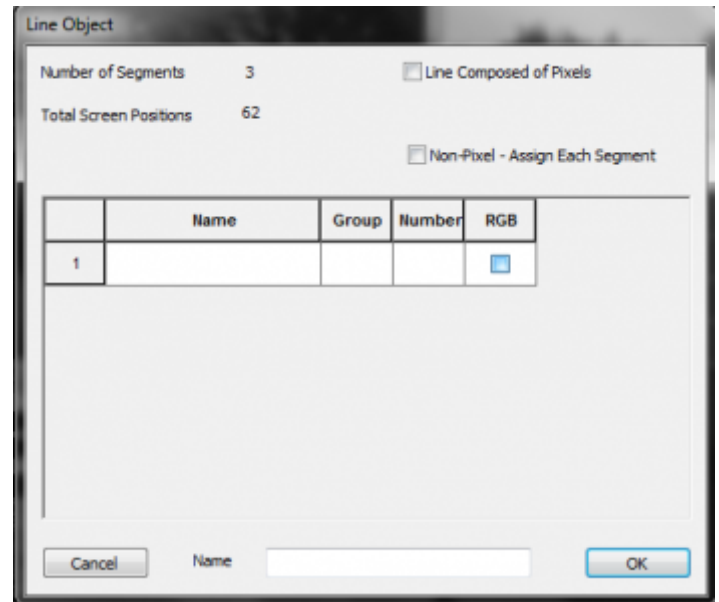 Line Object
Number of Segments 3 Line Composed of Pixels
Total Screen Positions 62
Non-Pixel - Assign Each Segment
Name Group Number RGB
1
Cancel Name OK